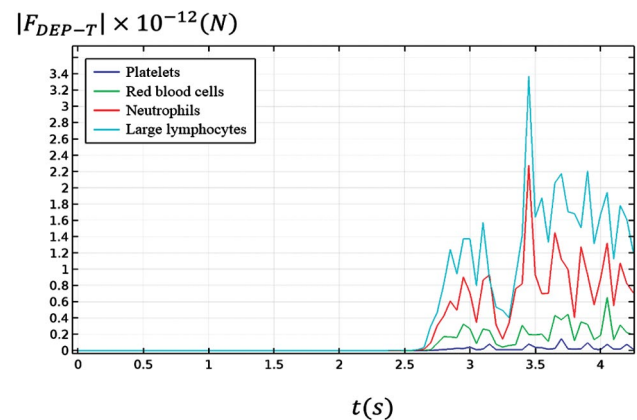 |F_{DEP−T}| × 10^{−12}(N)
3.4
3.2
3
2.8
2.6
2.4
2.2
2
1.8
1.6
1.4
1.2
1
0.8
0.6
0.4
0.2
0
Platelets
Red blood cells
Neutrophils
Large lymphocytes
0 0.5 1 1.5 2 2.5 3 3.5 4
t(s)